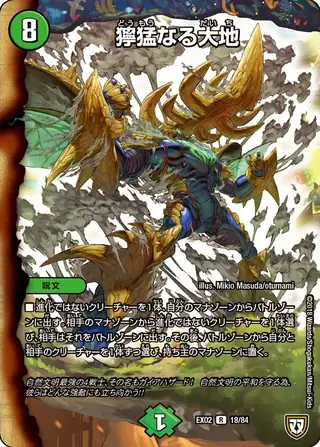 8
どうもう だいち
獰猛なる大地
illus. Mikio Masuda/otumami
呪文
■進化ではないクリーチャーを1体、自分のマナゾーンからバトルゾーンに出す。相手のマナゾーンから進化ではないクリーチャーを1体選び、相手はそれをバトルゾーンに出す。その後、バトルゾーンから自分と相手のクリーチャーを1体ずつ選び、持ち主のマナゾーンに置く。
自然文明最強の4戦士、その名もガイアハザード! 自然文明の平和を守る為、彼らはどんな強敵にも立ち向かう!!
1
EX02 R 18/84
©2018 Wizards/Shogakukan/Mitsui-Kids